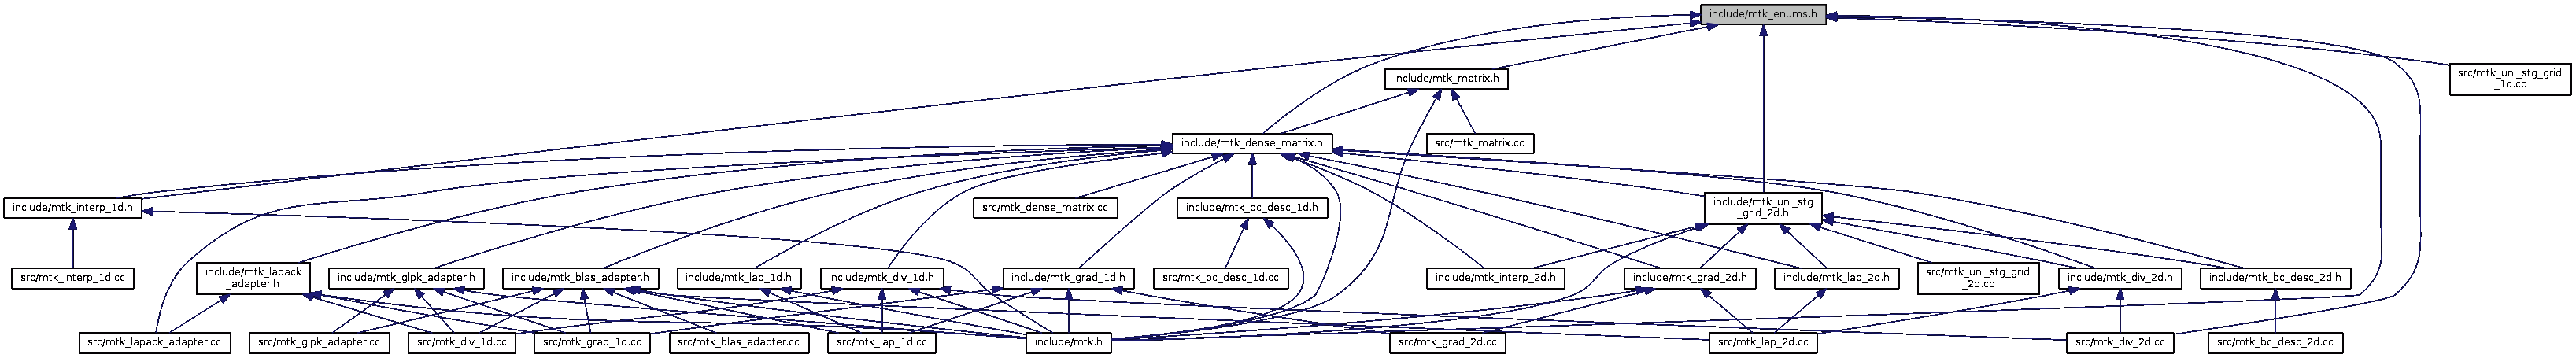 include/mtk_enums.h
include/mtk_matrix.h
src/mtk_uni_stg_grid
_1d.cc
include/mtk_dense_matrix.h
src/mtk_matrix.cc
include/mtk_interp_1d.h
src/mtk_dense_matrix.cc
include/mtk_bc_desc_1d.h
include/mtk_uni_stg
_grid_2d.h
src/mtk_interp_1d.cc
include/mtk_lapack
_adapter.h
include/mtk_glpk_adapter.h
include/mtk_blas_adapter.h
include/mtk_lap_1d.h
include/mtk_div_1d.h
include/mtk_grad_1d.h
src/mtk_bc_desc_1d.cc
include/mtk_interp_2d.h
include/mtk_grad_2d.h
include/mtk_lap_2d.h
src/mtk_uni_stg_grid
_2d.cc
include/mtk_div_2d.h
include/mtk_bc_desc_2d.h
src/mtk_lapack_adapter.cc
src/mtk_glpk_adapter.cc
src/mtk_div_1d.cc
src/mtk_grad_1d.cc
src/mtk_blas_adapter.cc
src/mtk_lap_1d.cc
include/mtk.h
src/mtk_grad_2d.cc
src/mtk_lap_2d.cc
src/mtk_div_2d.cc
src/mtk_bc_desc_2d.cc